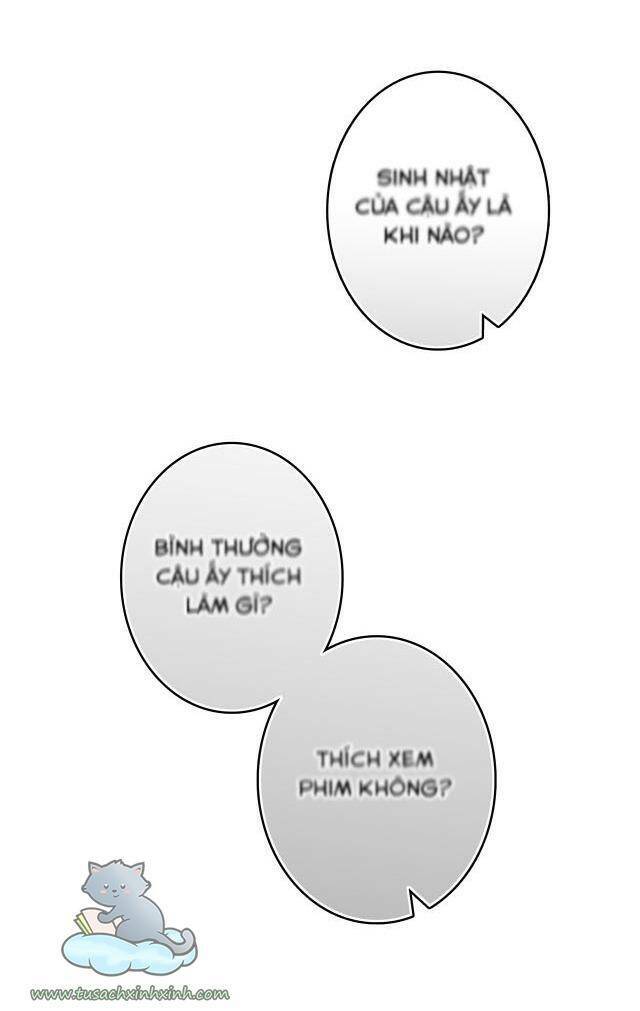 SINH NHẬT
CỦA CẬU ẤY LÀ
KHI NÀO?
BÌNH THƯỜNG
CẬU ẤY THÍCH
LÀM GÌ?
THÍCH XEM
PHIM KHÔNG?
www.tusachxinhxinh.com